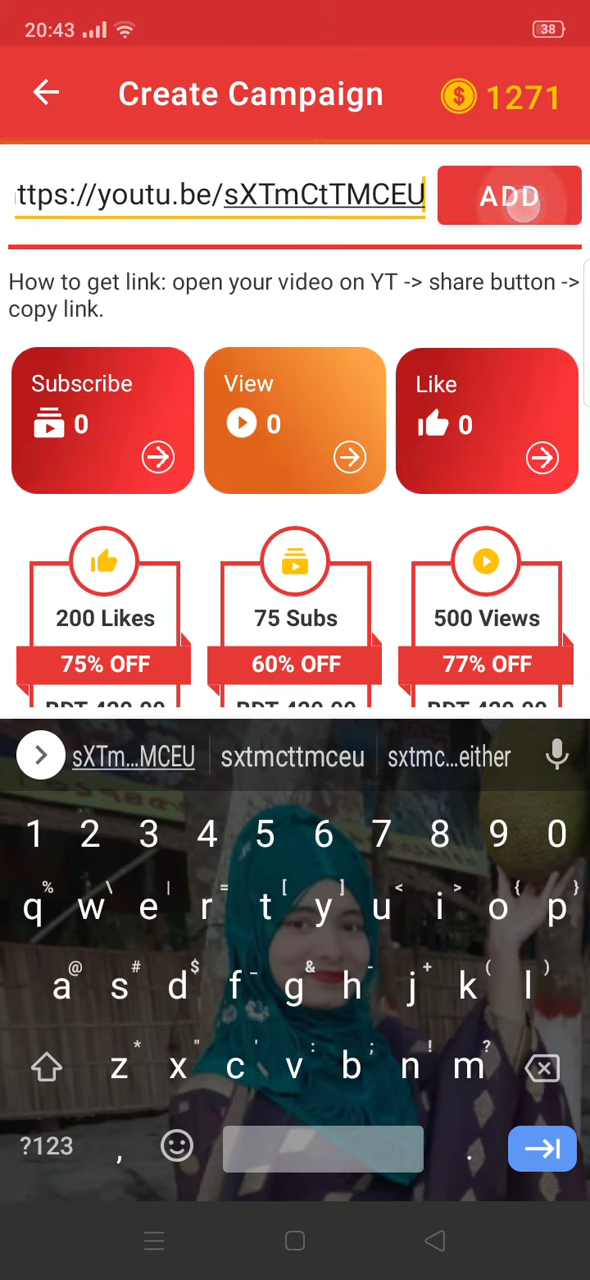 20:43
38
Create Campaign
$ 1271
ttps://youtu.be/sXTmCtTMCEU
ADD
How to get link: open your video on YT -> share button ->
copy link.
Subscribe
0
View
0
Like
0
200 Likes
75 Subs
500 Views
75% OFF
60% OFF
77% OFF
sXTm...MCEU
sxtmcttmceu
sxtmc...either
1 2 3 4 5 6 7 8 9 0
% \ | = [ ] < > { }
q w e r t y u i o p
@ # $ - & - + ( )
a s d f g h j k l
* " ' : ; ! ?
z x c v b n m
?123 , .